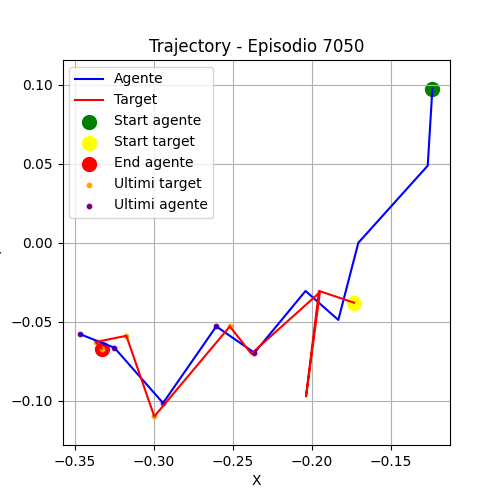 Trajectory - Episodio 7050
Agente
Target
Start agente
Start target
End agente
Ultimi target
Ultimi agente
0.10
0.05
0.00
−0.05
−0.10
−0.35
−0.30
−0.25
−0.20
−0.15
X